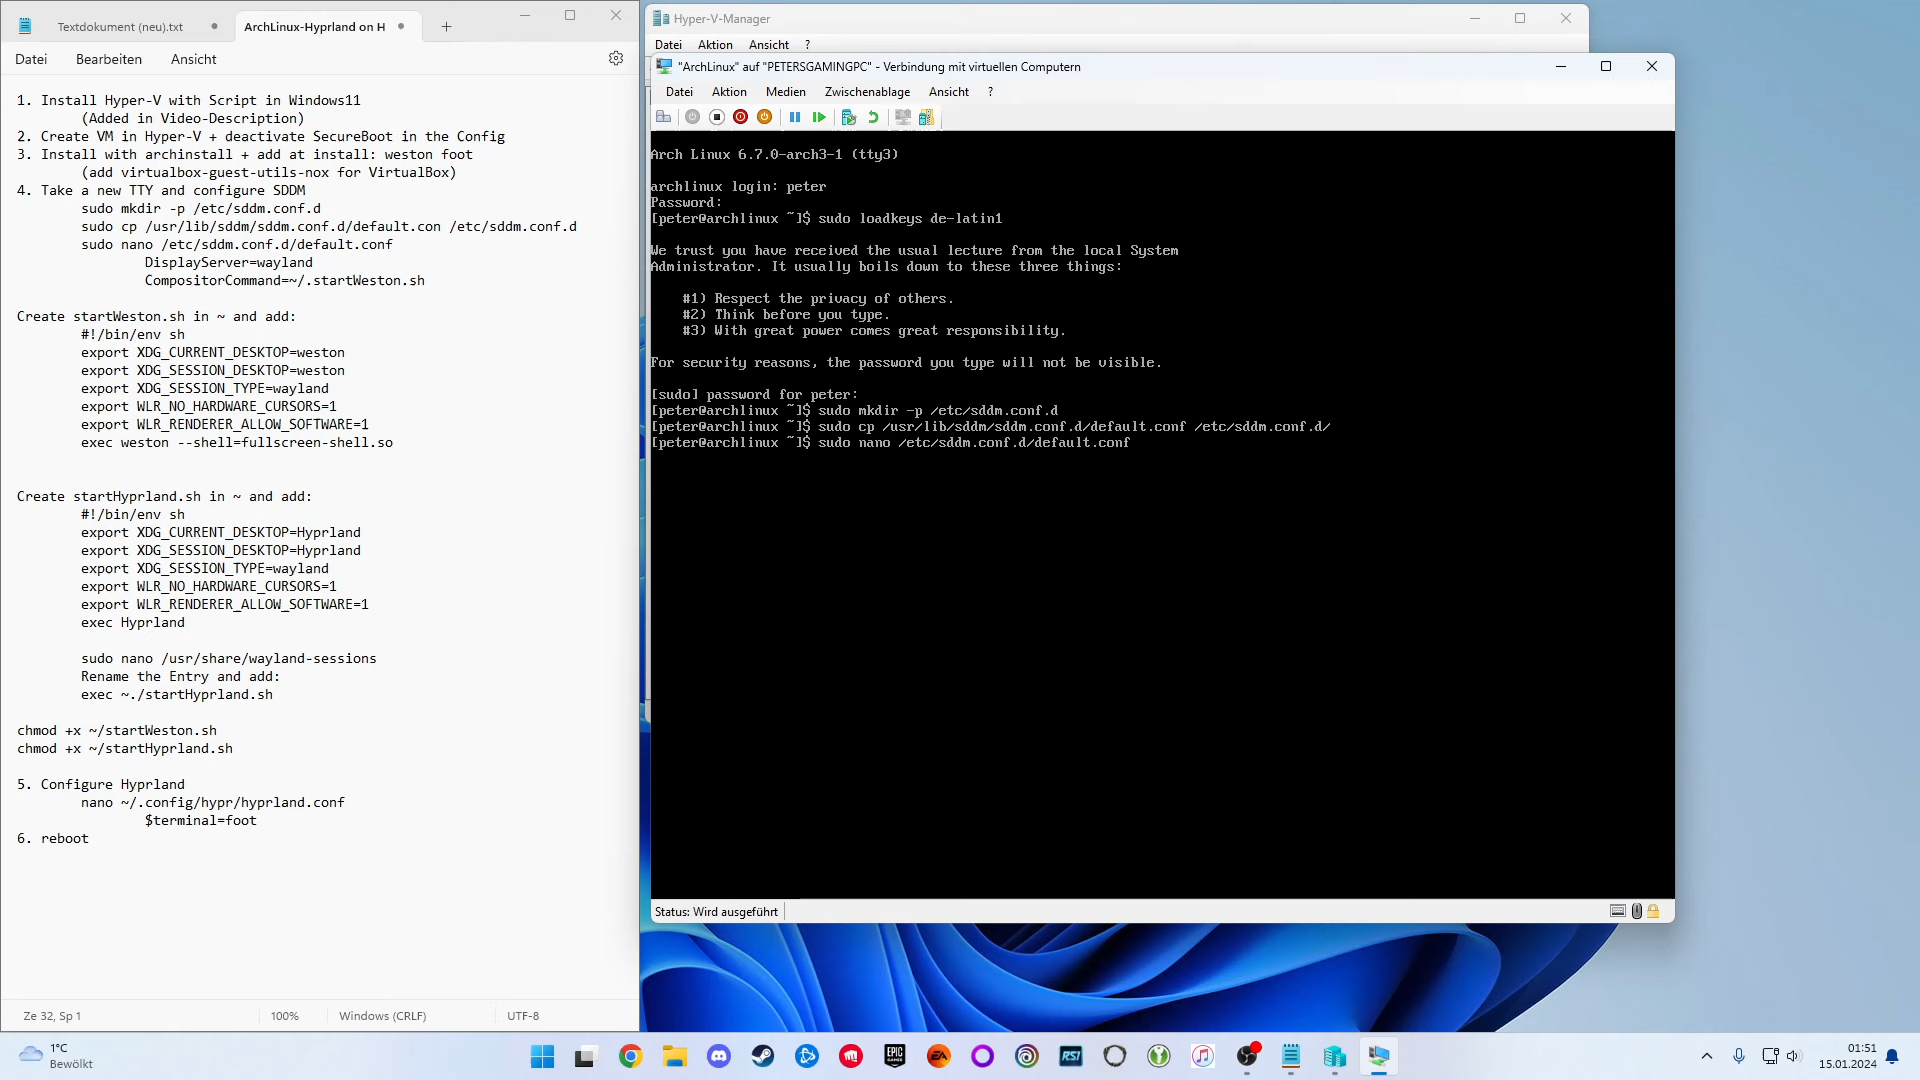 Textdokument (neu).txt
ArchLinux-Hyprland on H
Datei Bearbeiten Ansicht
1. Install Hyper-V with Script in Windows11
(Added in Video-Description)
2. Create VM in Hyper-V + deactivate SecureBoot in the Config
3. Install with archinstall + add at install: weston foot
(add virtualbox-guest-utils-nox for VirtualBox)
4. Take a new TTY and configure SDDM
sudo mkdir -p /etc/sddm.conf.d
sudo cp /usr/lib/sddm/sddm.conf.d/default.con /etc/sddm.conf.d
sudo nano /etc/sddm.conf.d/default.conf
DisplayServer=wayland
CompositorCommand=~/.startWeston.sh
Create startWeston.sh in ~ and add:
#!/bin/env sh
export XDG_CURRENT_DESKTOP=weston
export XDG_SESSION_DESKTOP=weston
export XDG_SESSION_TYPE=wayland
export WLR_NO_HARDWARE_CURSORS=1
export WLR_RENDERER_ALLOW_SOFTWARE=1
exec weston --shell=fullscreen-shell.so
Create startHyprland.sh in ~ and add:
#!/bin/env sh
export XDG_CURRENT_DESKTOP=Hyprland
export XDG_SESSION_DESKTOP=Hyprland
export XDG_SESSION_TYPE=wayland
export WLR_NO_HARDWARE_CURSORS=1
export WLR_RENDERER_ALLOW_SOFTWARE=1
exec Hyprland
sudo nano /usr/share/wayland-sessions
Rename the Entry and add:
exec ~./startHyprland.sh
chmod +x ~/startWeston.sh
chmod +x ~/startHyprland.sh
5. Configure Hyprland
nano ~/.config/hypr/hyprland.conf
$terminal=foot
6. reboot
Ze 32, Sp 1 100% Windows (CRLF) UTF-8
Hyper-V-Manager
Datei Aktion Ansicht ?
"ArchLinux" auf "PETERSGAMINGPC" - Verbindung mit virtuellen Computern
Datei Aktion Medien Zwischenablage Ansicht ?
Arch Linux 6.7.0-arch3-1 (tty3)
archlinux login: peter
Password:
[peter@archlinux ~]$ sudo loadkeys de-latin1
We trust you have received the usual lecture from the local System
Administrator. It usually boils down to these three things:
#1) Respect the privacy of others.
#2) Think before you type.
#3) With great power comes great responsibility.
For security reasons, the password you type will not be visible.
[sudo] password for peter:
[peter@archlinux ~]$ sudo mkdir -p /etc/sddm.conf.d
[peter@archlinux ~]$ sudo cp /usr/lib/sddm/sddm.conf.d/default.conf /etc/sddm.conf.d/
[peter@archlinux ~]$ sudo nano /etc/sddm.conf.d/default.conf
Status: Wird ausgeführt
1°C
Bewölkt
EPIC
GAMES
EA
RSI
01:51
15.01.2024